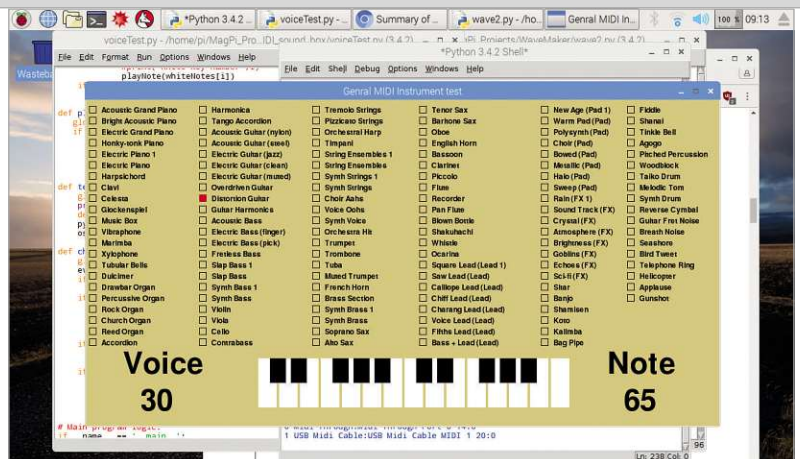 *Python 3.4.2 ...
voiceTest.py - ...
Summary of ...
wave2.py - /ho...
Genral MIDI In...
100 %
09:13
voiceTest.py - /home/pi/MagPi_Pro...IDI_sound_box/voiceTest.py (3.4.2)
Pi_Projects/WaveMaker/wave2.py (3.4.2)
*Python 3.4.2 Shell*
File Edit Format Run Options Windows Help
File Edit Shell Debug Options Windows Help
Wasteba
playNote(whiteNotes[i])
Genral MIDI Instrument test
Acoustic Grand Piano
Bright Acoustic Piano
Electric Grand Piano
Honky-tonk Piano
Electric Piano 1
Electric Piano
Harpsichord
Clavi
Celesta
Glockenspiel
Music Box
Vibraphone
Marimba
Xylophone
Tubular Bells
Dulcimer
Drawbar Organ
Percussive Organ
Rock Organ
Church Organ
Reed Organ
Accordion
Harmonica
Tango Accordion
Acoustic Guitar (nylon)
Acoustic Guitar (steel)
Electric Guitar (jazz)
Electric Guitar (clean)
Electric Guitar (muted)
Overdriven Guitar
Distortion Guitar
Guitar Harmonics
Acoustic Bass
Electric Bass (finger)
Electric Bass (pick)
Fretless Bass
Slap Bass 1
Slap Bass
Synth Bass 1
Synth Bass
Violin
Viola
Cello
Contrabass
Tremolo Strings
Pizzicato Strings
Orchestral Harp
Timpani
String Ensembles 1
String Ensembles
Synth Strings 1
Synth Strings
Choir Aahs
Voice Oohs
Synth Voice
Orchestra Hit
Trumpet
Trombone
Tuba
Muted Trumpet
French Horn
Brass Section
Synth Brass 1
Synth Brass
Soprano Sax
Alto Sax
Tenor Sax
Baritone Sax
Oboe
English Horn
Bassoon
Clarinet
Piccolo
Flute
Recorder
Pan Flute
Blown Bottle
Shakuhachi
Whistle
Ocarina
Square Lead (Lead 1)
Saw Lead (Lead)
Calliope Lead (Lead)
Chiff Lead (Lead)
Charang Lead (Lead)
Voice Lead (Lead)
Fifths Lead (Lead)
Bass + Lead (Lead)
New Age (Pad 1)
Warm Pad (Pad)
Polysynth (Pad)
Choir (Pad)
Bowed (Pad)
Metallic (Pad)
Halo (Pad)
Sweep (Pad)
Rain (FX 1)
Sound Track (FX)
Crystal (FX)
Atmosphere (FX)
Brightness (FX)
Goblins (FX)
Echoes (FX)
Sci-fi (FX)
Sitar
Banjo
Shamisen
Koto
Kalimba
Bag Pipe
Fiddle
Shanai
Tinkle Bell
Agogo
Pitched Percussion
Woodblock
Taiko Drum
Melodic Tom
Synth Drum
Reverse Cymbal
Guitar Fret Noise
Breath Noise
Seashore
Bird Tweet
Telephone Ring
Helicopter
Applause
Gunshot
Voice
30
Note
65
# Main program logic:
if __name__ == '__main__':
1 USB Midi Cable:USB Midi Cable MIDI 1 20:0
96
Ln: 238 Col: 0